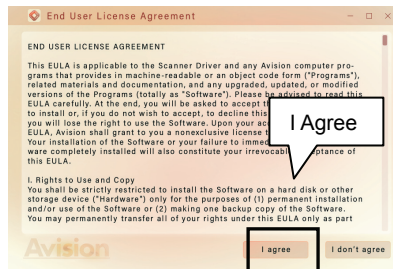 End User License Agreement
END USER LICENSE AGREEMENT
This EULA is applicable to the Scanner Driver and any Avision computer pro-
grams that provides in machine-readable or an object code form ("Programs"),
related materials and documentation, and any upgraded, updated, or modified
versions of the Programs (totally as "Software"). Please be advised to read this
EULA carefully. At the end, you will be asked to accept th
to install or, if you do not wish to accept, to decline this
you will lose the right to use the Software. Upon your ac
EULA, Avision shall grant to you a nonexclusive license t
Your installation of the Software or your failure to immed
ware completely installed will also constitute your irrevocable acceptance of
this EULA.
I Agree
I. Rights to Use and Copy
You shall be strictly restricted to install the Software on a hard disk or other
storage device ("Hardware") only for the purposes of (1) permanent installation
and/or use of the Software or (2) making one backup copy of the Software.
You may permanently transfer all of your rights under this EULA only as part
Avision
I agree
I don't agree